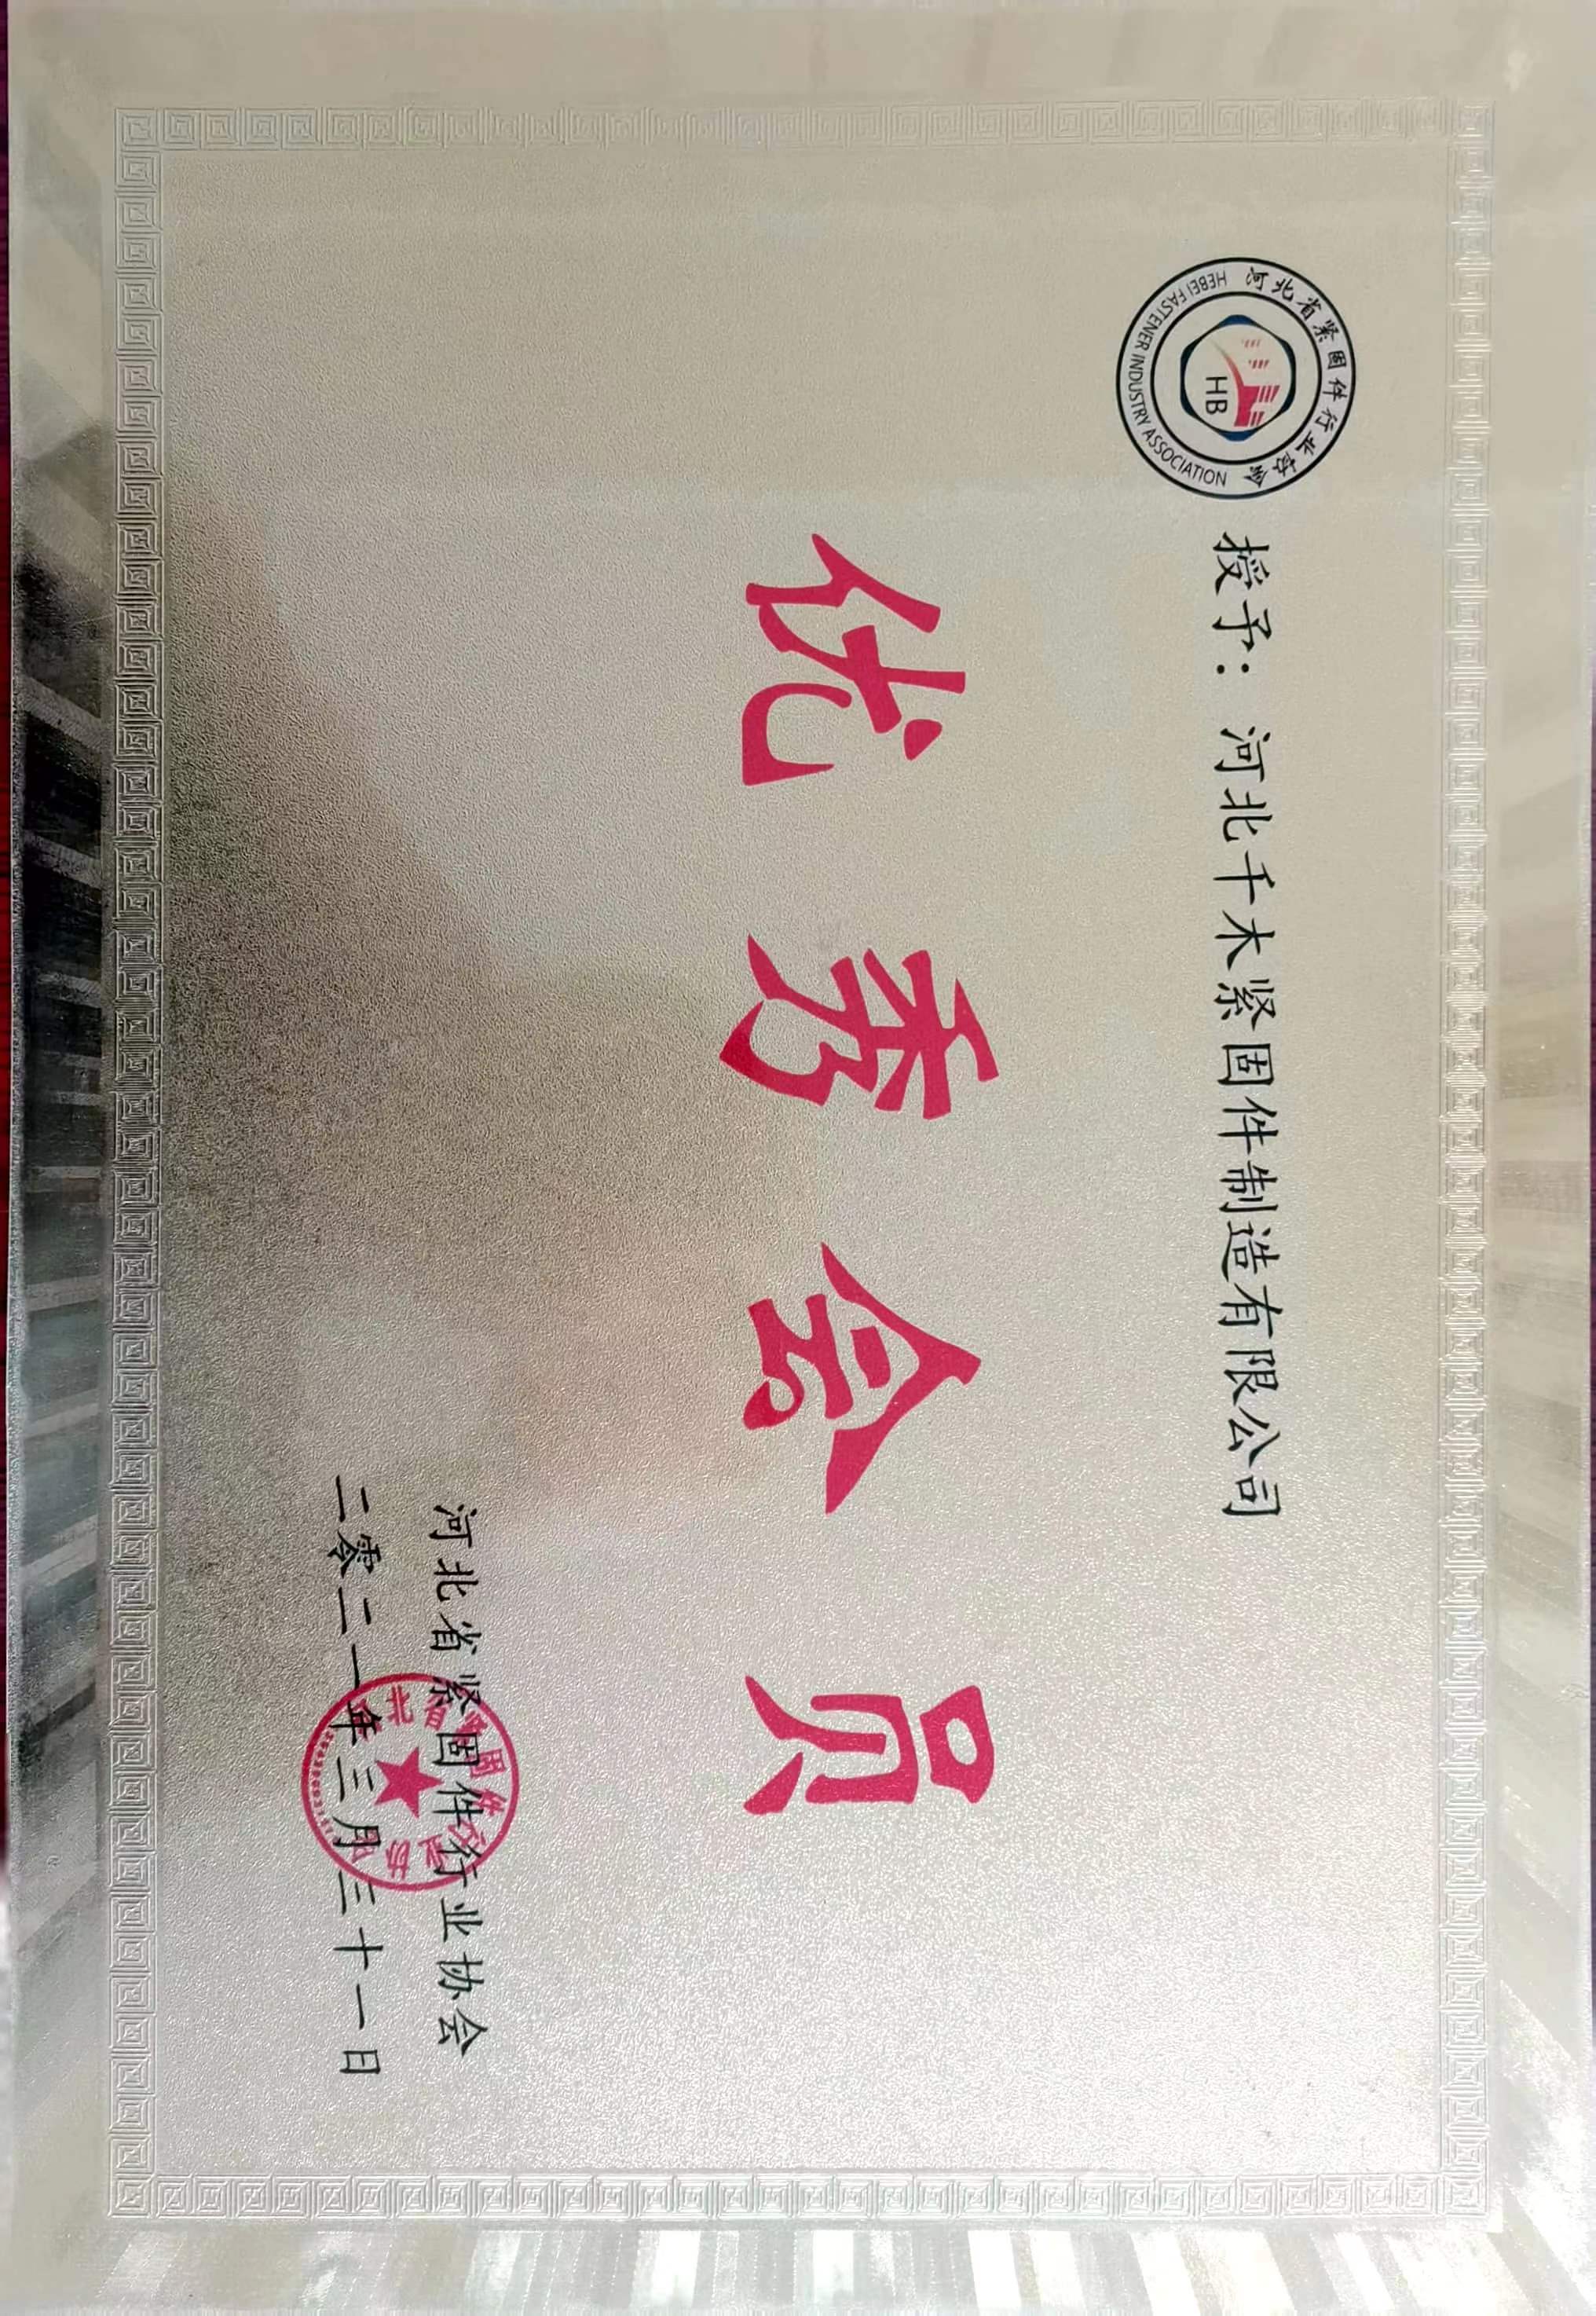 河北省紧固件行业协会
HEBEI FASTENER INDUSTRY ASSOCIATION
HB
授予：河北千木紧固件制造有限公司
优秀会员
河北省紧固件行业协会
二零二一年三月三十一日